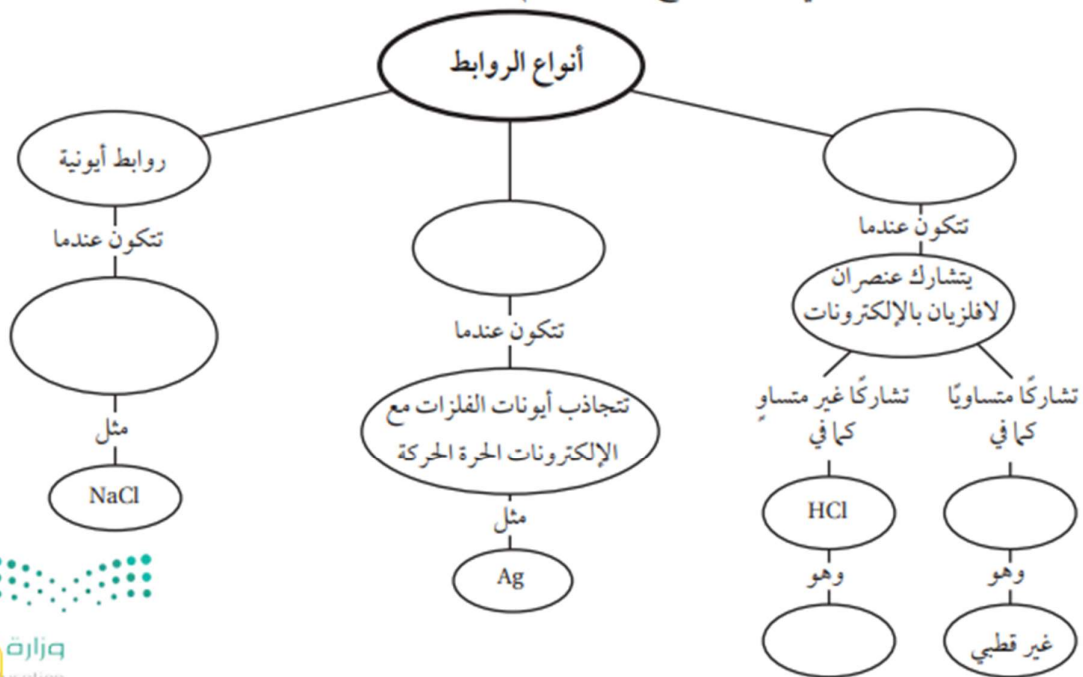 أنواع الروابط
روابط أيونية
تتكون عندما
مثل
NaCl
تتكون عندما
تتجاذب أيونات الفلزات مع
الإلكترونات الحرة الحركة
مثل
Ag
تتكون عندما
يتشارك عنصران
لافلزيان بالإلكترونات
تشاركًا متساويًا
كما في
وهو
غير قطبي
تشاركًا غير متساوٍ
كما في
HCl
وهو
وزارة